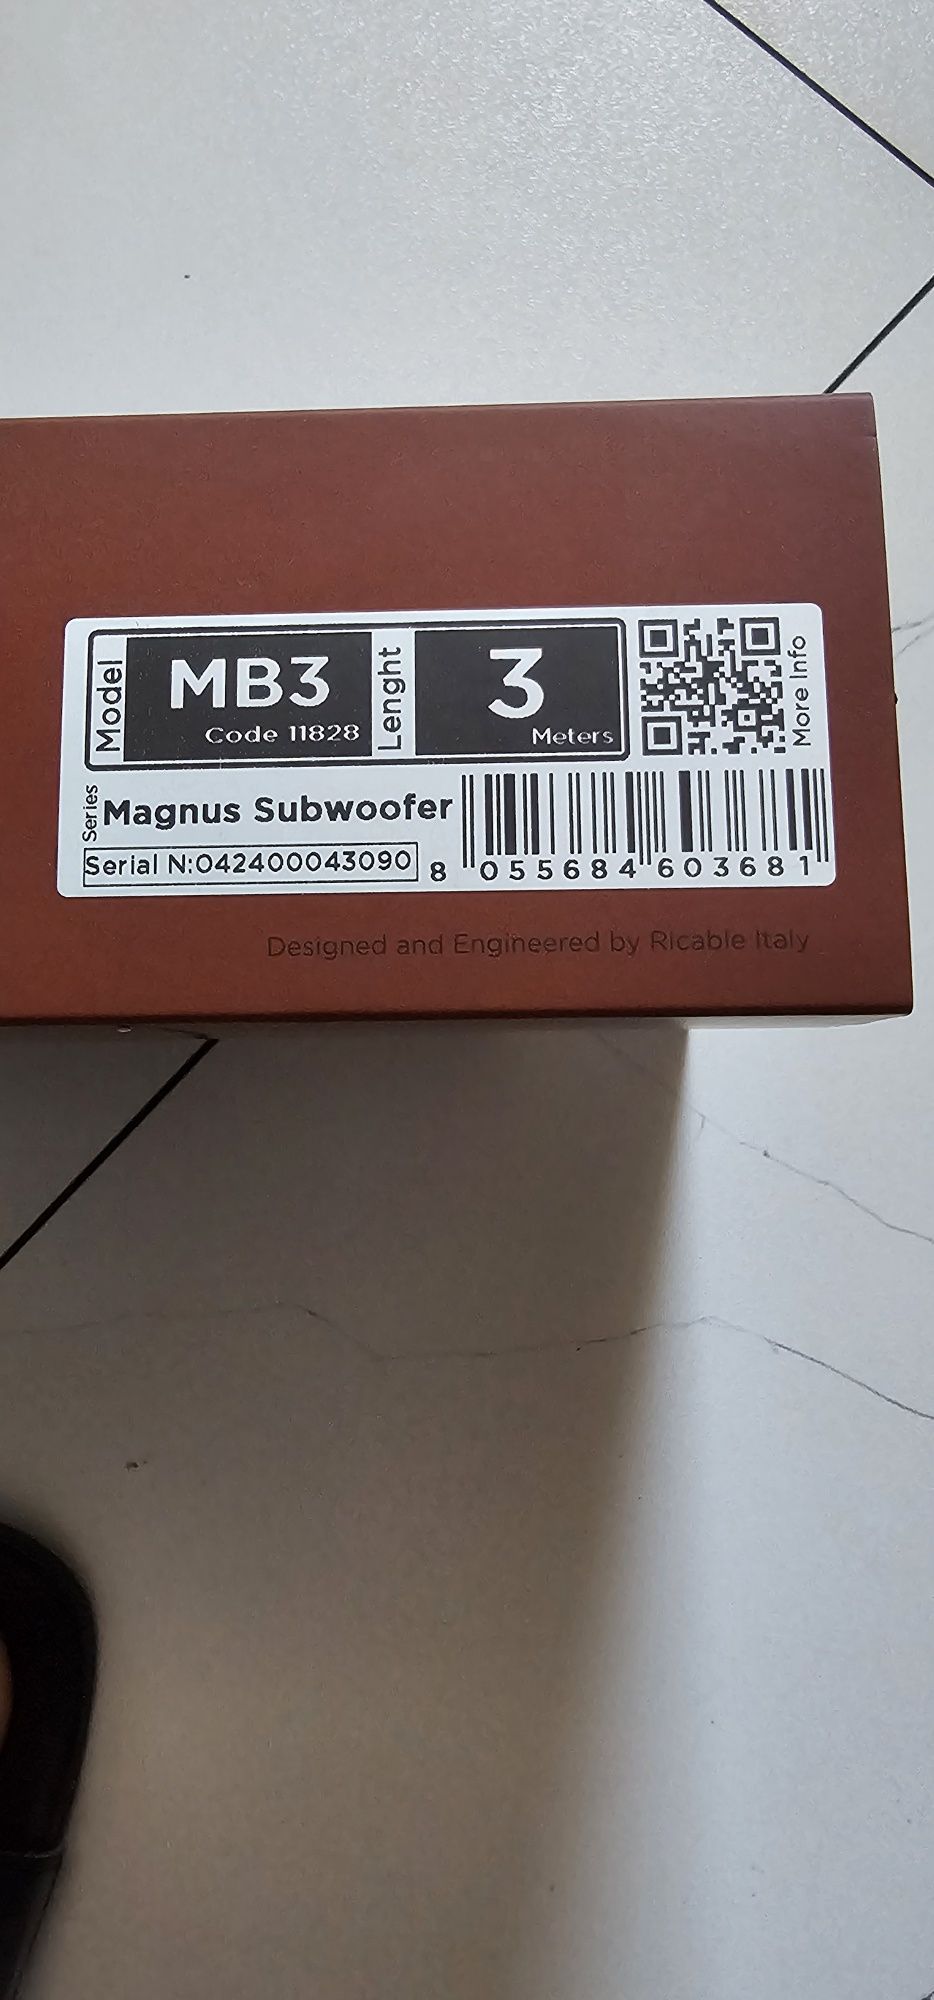 Model
MB3
Code 11828
Lenght
3
Meters
More Info
Series
Magnus Subwoofer
Serial N:042400043090
8 055684 603681
Designed and Engineered by Ricable Italy